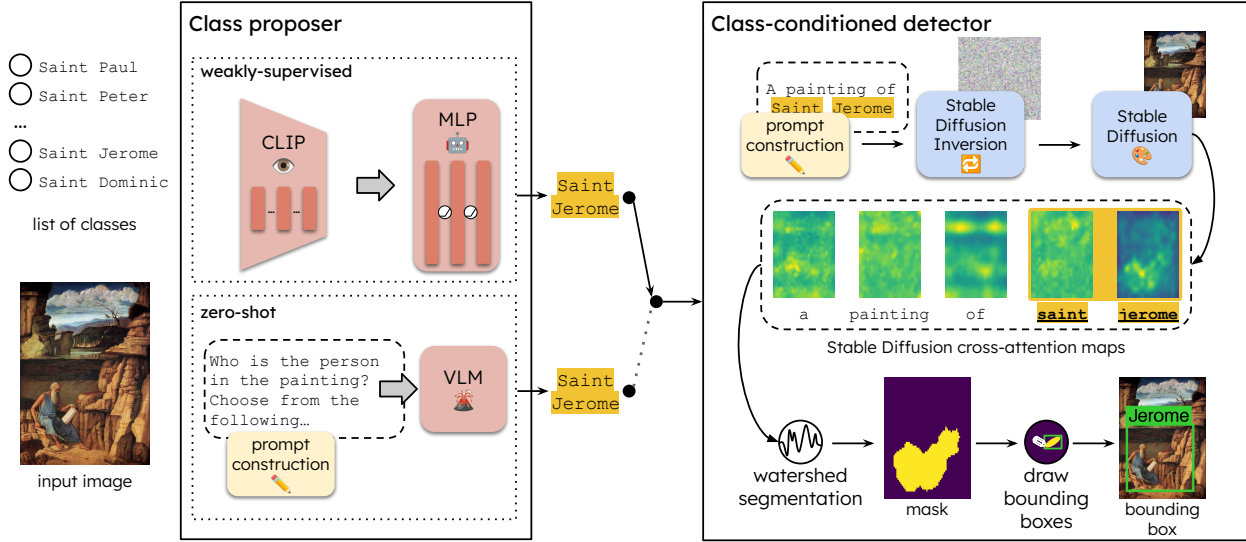 Saint Paul
Saint Peter
...
Saint Jerome
Saint Dominic
list of classes
input image
Class proposer
weakly-supervised
CLIP
... ...
MLP
Saint
Jerome
zero-shot
Who is the person
in the painting?
Choose from the
following…
prompt
construction
VLM
Saint
Jerome
Class-conditioned detector
A painting of
Saint Jerome
prompt
construction
Stable
Diffusion
Inversion
Stable
Diffusion
a painting of saint jerome
Stable Diffusion cross-attention maps
watershed
segmentation
mask
draw
bounding
boxes
Jerome
bounding
box